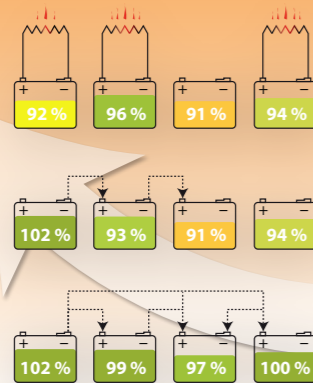 + − + − + − + −
92 % 96 % 91 % 94 %
+ − + − + − + −
102 % 93 % 91 % 94 %
+ − + − + − + −
102 % 99 % 97 % 100 %